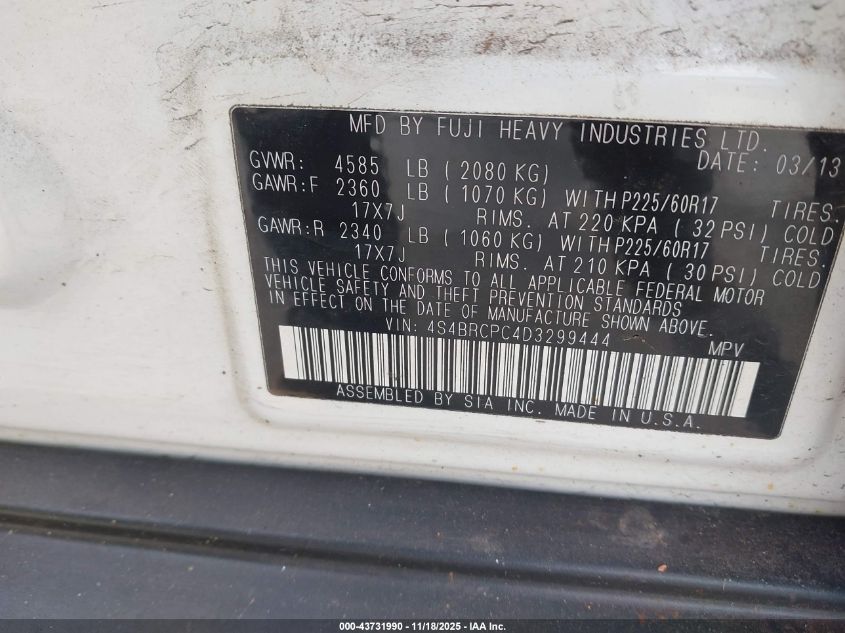 MFD BY FUJI HEAVY INDUSTRIES LTD.
DATE: 03/13
GVWR: 4585 LB ( 2080 KG)
GAWR:F 2360 LB ( 1070 KG) WITH P225/60R17 TIRES.
17X7J RIMS. AT 220 KPA ( 32 PSI) COLD
GAWR:R 2340 LB ( 1060 KG) WITH P225/60R17 TIRES.
17X7J RIMS. AT 210 KPA ( 30 PSI) COLD
THIS VEHICLE CONFORMS TO ALL APPLICABLE FEDERAL MOTOR
VEHICLE SAFETY AND THEFT PREVENTION STANDARDS
IN EFFECT ON THE DATE OF MANUFACTURE SHOWN ABOVE.
VIN: 4S4BRCPC4D3299444 MPV
ASSEMBLED BY SIA INC. MADE IN U.S.A.
000-43731990 - 11/18/2025 - IAA Inc.